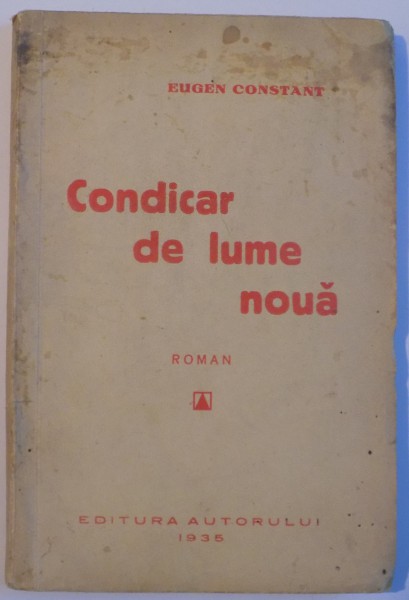 EUGEN CONSTANT
Condicar
de lume
nouă
ROMAN
EDITURA AUTORULUI
1935